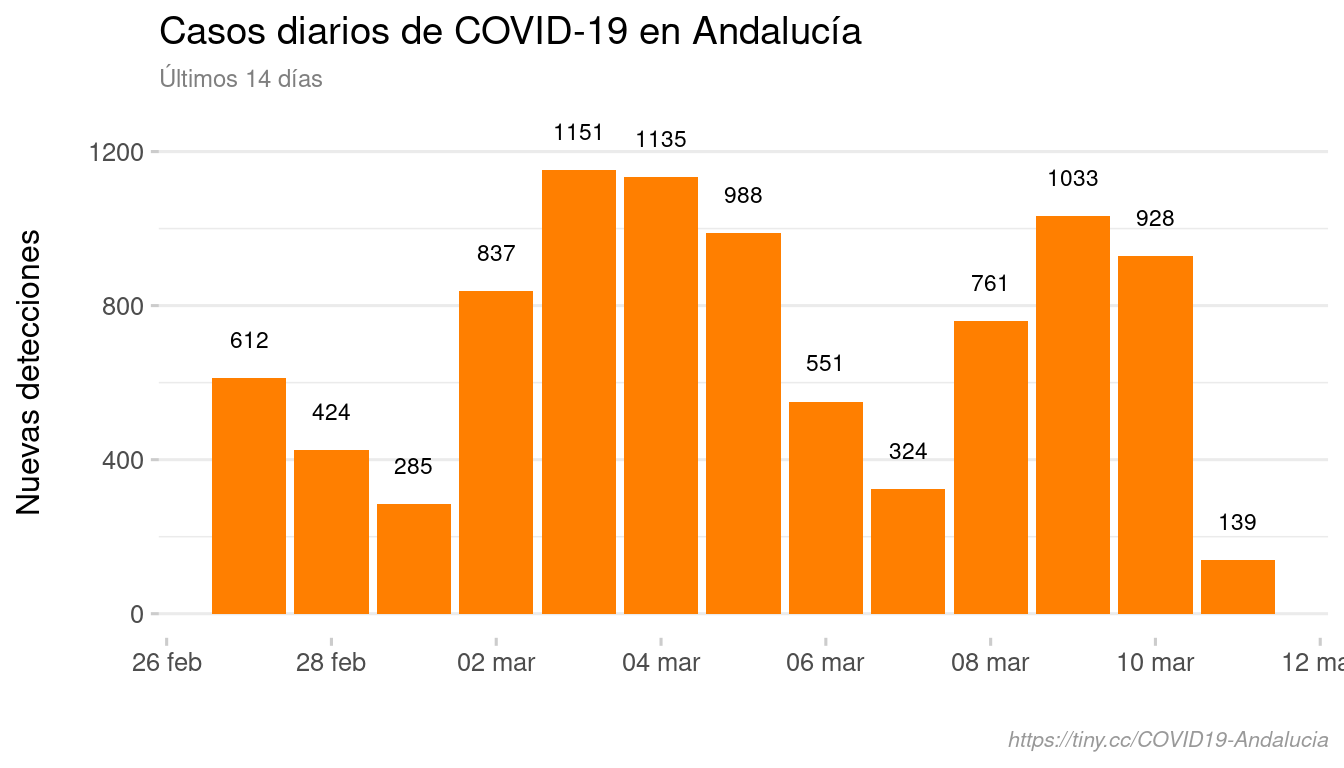 Casos diarios de COVID-19 en Andalucía
Últimos 14 días
Nuevas detecciones
1200
800
400
0
612
424
285
837
1151
1135
988
551
324
761
1033
928
139
26 feb
28 feb
02 mar
04 mar
06 mar
08 mar
10 mar
12 ma
https://tiny.cc/COVID19-Andalucia